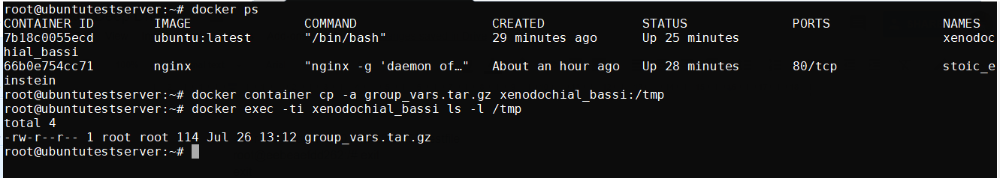 root@ubuntutestserver:~# docker ps
CONTAINER ID        IMAGE               COMMAND                  CREATED             STATUS              PORTS               NAMES
7b18c0055ecd        ubuntu:latest       "/bin/bash"              29 minutes ago      Up 25 minutes                           xenodoc
hial_bassi
66b0e754cc71        nginx               "nginx -g 'daemon of…"   About an hour ago   Up 28 minutes       80/tcp              stoic_e
instein
root@ubuntutestserver:~# docker container cp -a group_vars.tar.gz xenodochial_bassi:/tmp
root@ubuntutestserver:~# docker exec -ti xenodochial_bassi ls -l /tmp
total 4
-rw-r--r-- 1 root root 114 Jul 26 13:12 group_vars.tar.gz
root@ubuntutestserver:~#